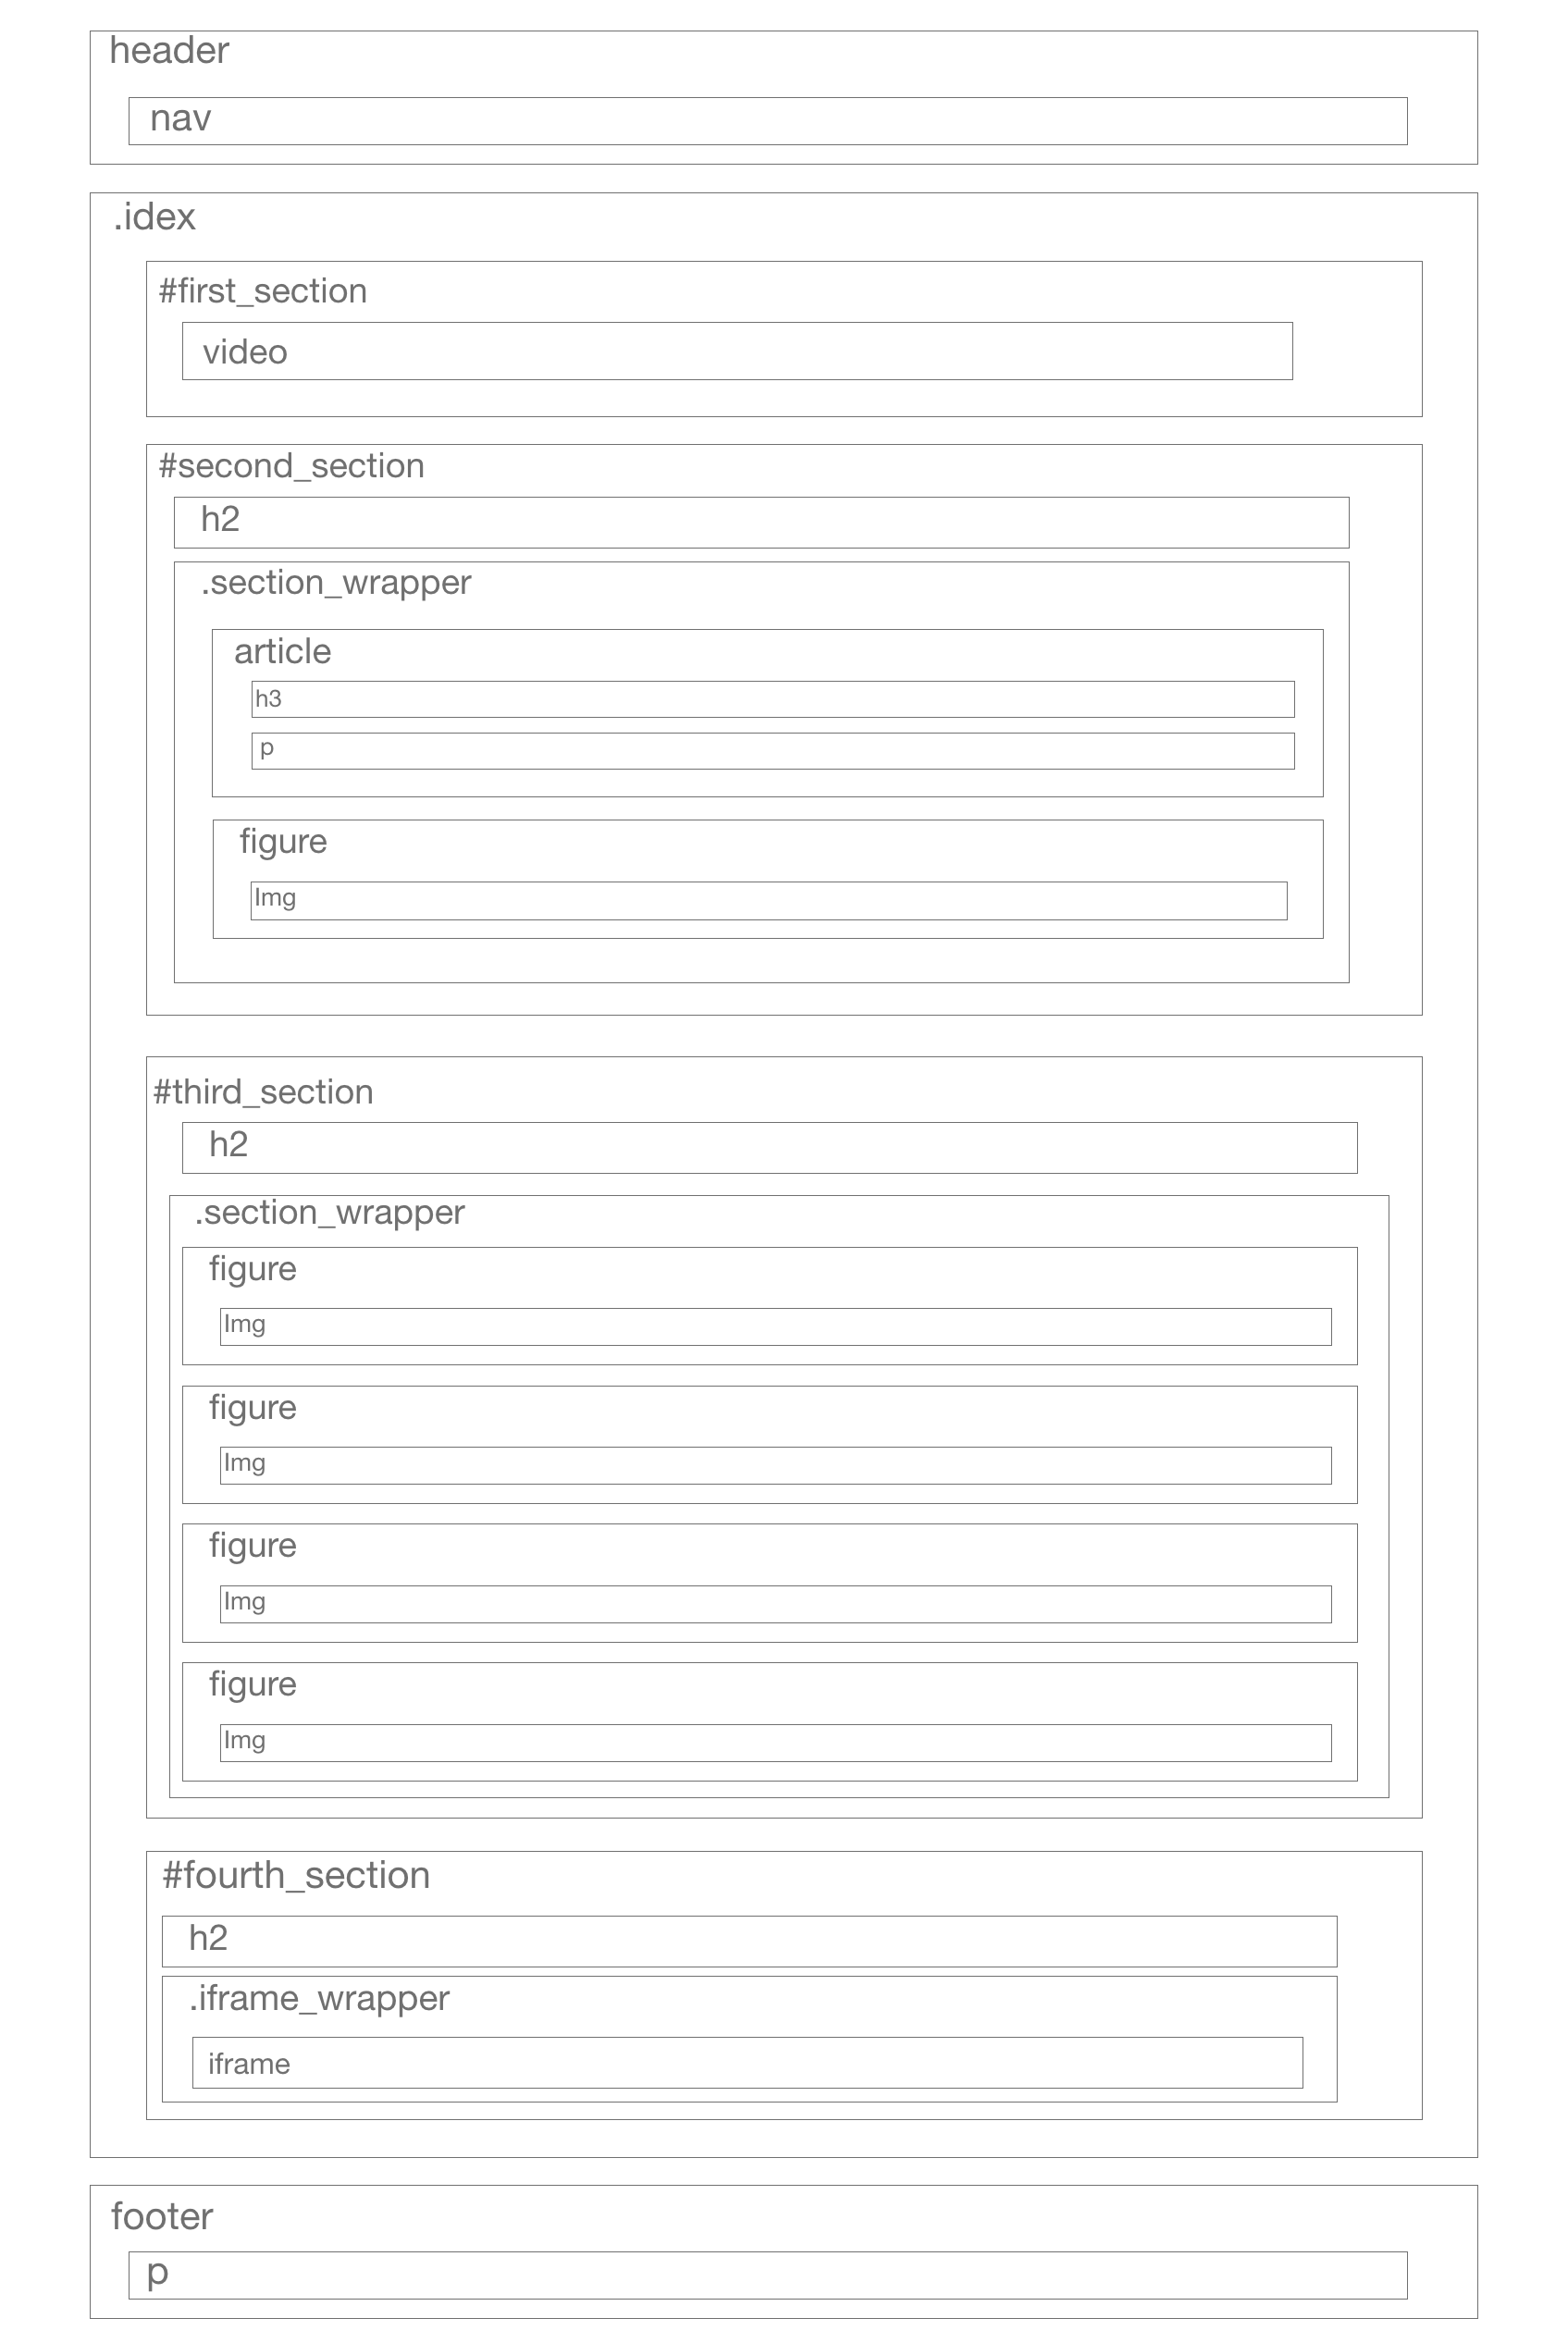 header
nav
.idex
#first_section
video
#second_section
h2
.section_wrapper
article
h3
p
figure
Img
#third_section
h2
.section_wrapper
figure
Img
figure
Img
figure
Img
figure
Img
#fourth_section
h2
.iframe_wrapper
iframe
footer
p